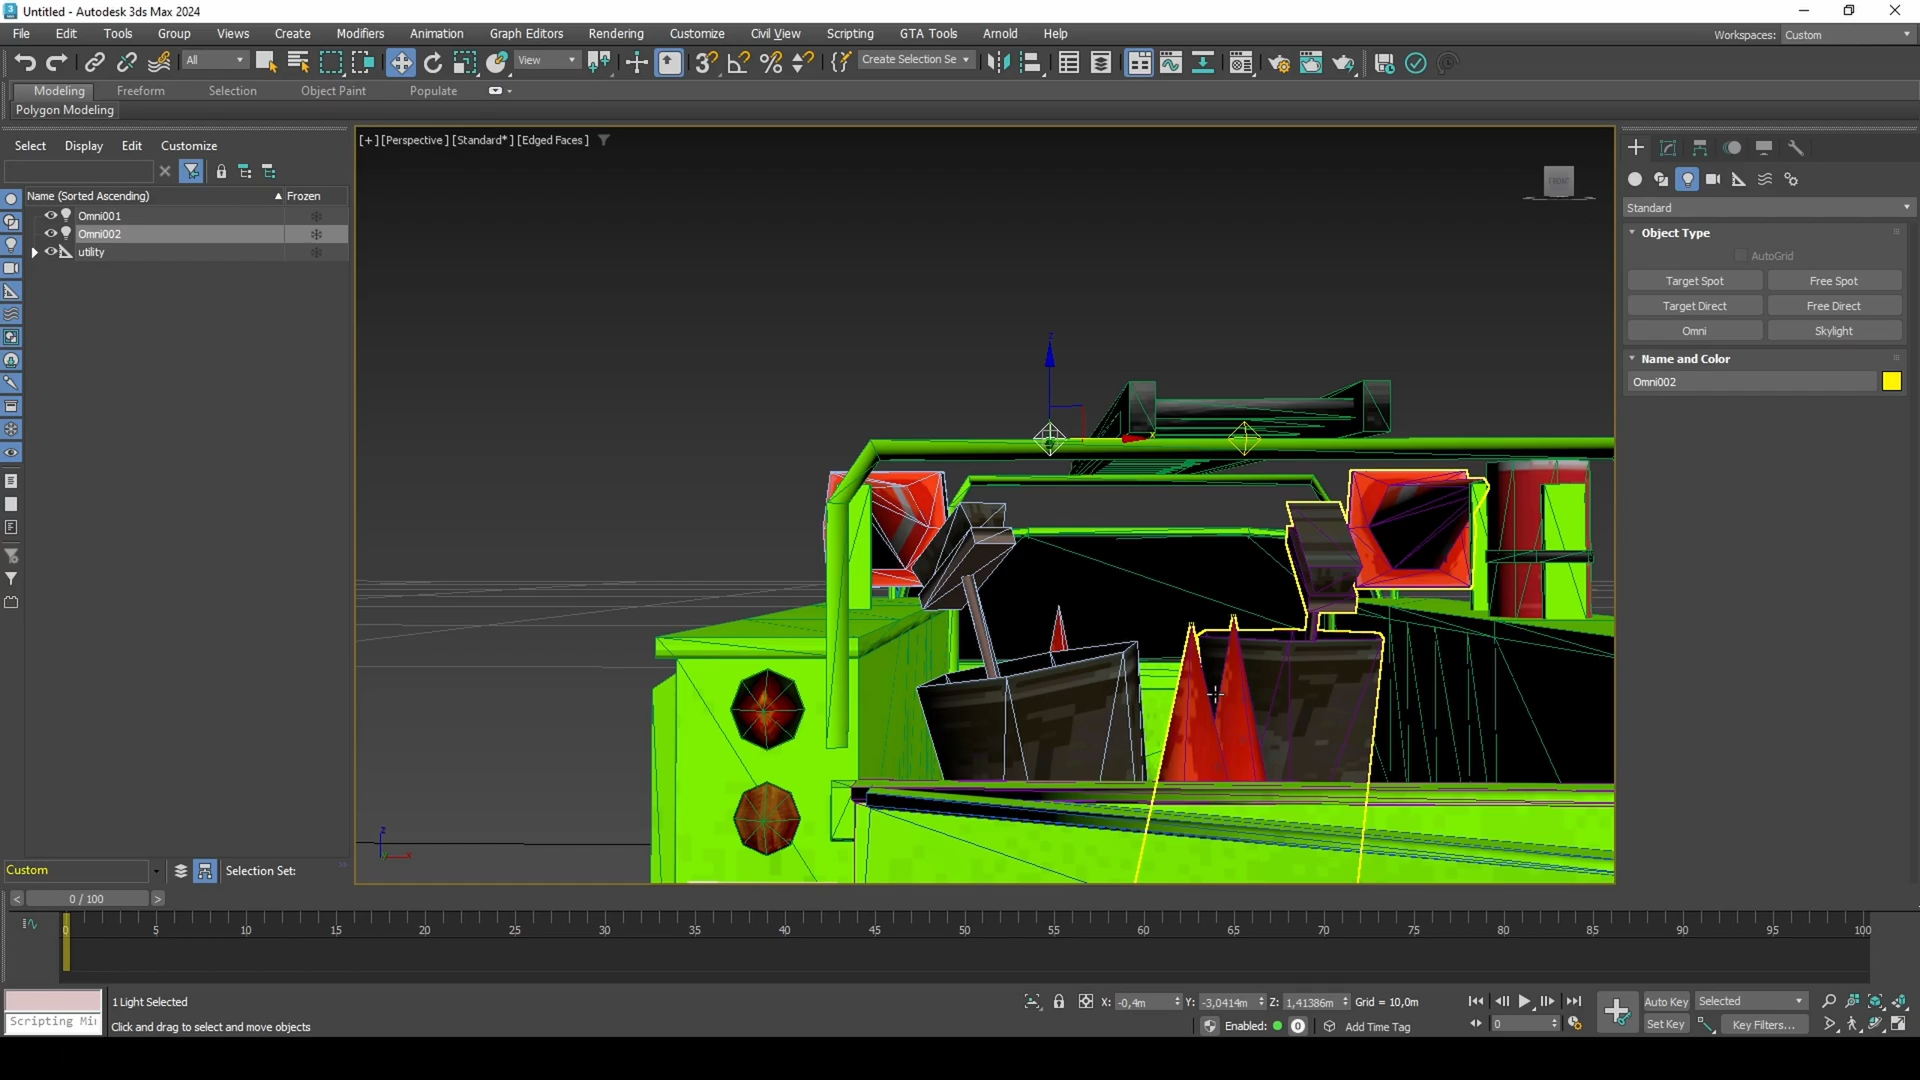 Untitled - Autodesk 3ds Max 2024
File Edit Tools Group Views Create Modifiers Animation Graph Editors Rendering Customize Civil View Scripting GTA Tools Arnold Help
Workspaces: Custom
All View Create Selection Se
Modeling Freeform Selection Object Paint Populate
Polygon Modeling
Select Display Edit Customize
Name (Sorted Ascending) Frozen
Omni001
Omni002
utility
[+] [Perspective] [Standard*] [Edged Faces]
FRONT
z
x
z
x
Standard
Object Type
AutoGrid
Target Spot Free Spot
Target Direct Free Direct
Omni Skylight
Name and Color
Omni002
Custom Selection Set:
< 0 / 100 >
0 5 10 15 20 25 30 35 40 45 50 55 60 65 70 75 80 85 90 95 100
1 Light Selected
Scripting Mi
Click and drag to select and move objects
X: -0,4m Y: -3,0414m Z: 1,41386m Grid = 10,0m
Enabled: 0 Add Time Tag
0
Auto Key Selected
Set Key Key Filters...